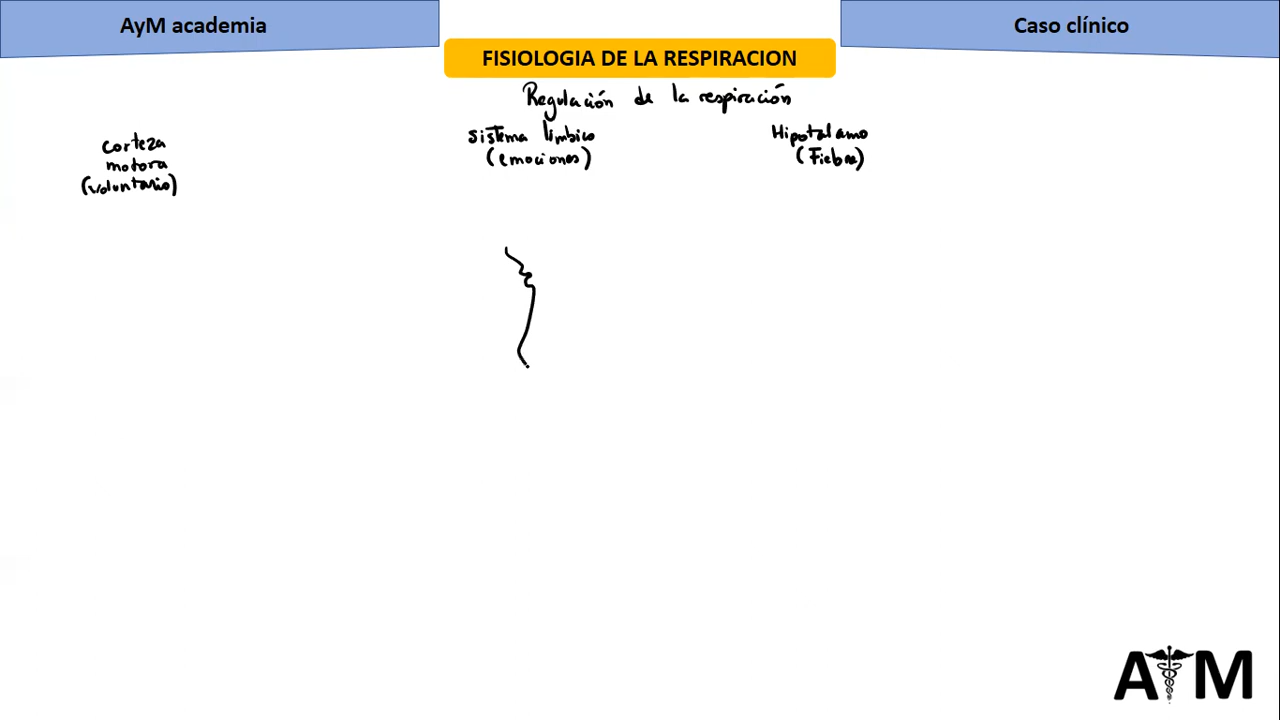 AyM academia
Caso clínico
FISIOLOGIA DE LA RESPIRACION
Regulación de la respiración
corteza
motora
(voluntario)
Sistema límbico
(emociones)
Hipotalamo
(Fiebre)
AM